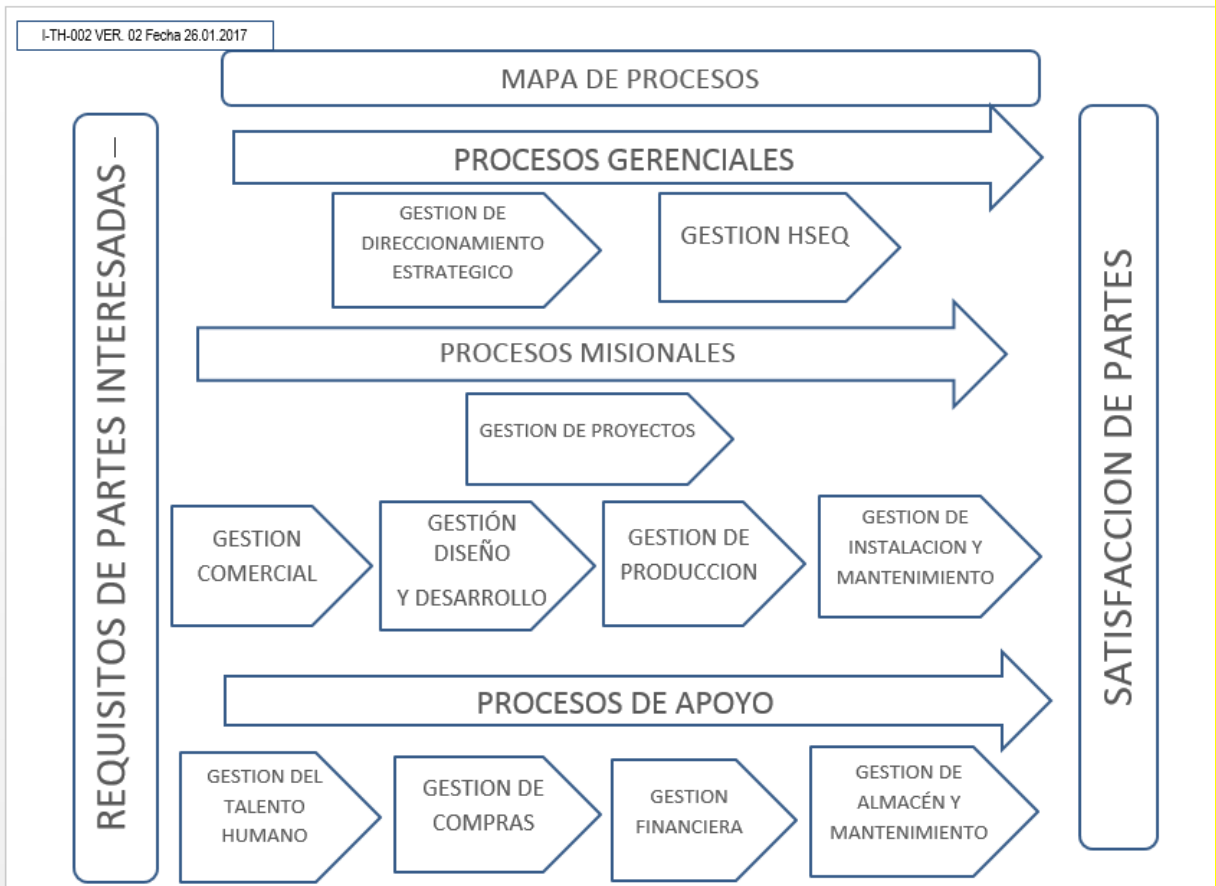 I-TH-002 VER. 02 Fecha 26.01.2017
MAPA DE PROCESOS
REQUISITOS DE PARTES INTERESADAS—
PROCESOS GERENCIALES
GESTION DE
DIRECCIONAMIENTO
ESTRATEGICO
GESTION HSEQ
PROCESOS MISIONALES
GESTION DE PROYECTOS
GESTION
COMERCIAL
GESTIÓN
DISEÑO
Y DESARROLLO
GESTION DE
PRODUCCION
GESTION DE
INSTALACION Y
MANTENIMIENTO
PROCESOS DE APOYO
GESTION DEL
TALENTO
HUMANO
GESTION DE
COMPRAS
GESTION
FINANCIERA
GESTION DE
ALMACÉN Y
MANTENIMIENTO
SATISFACCION DE PARTES